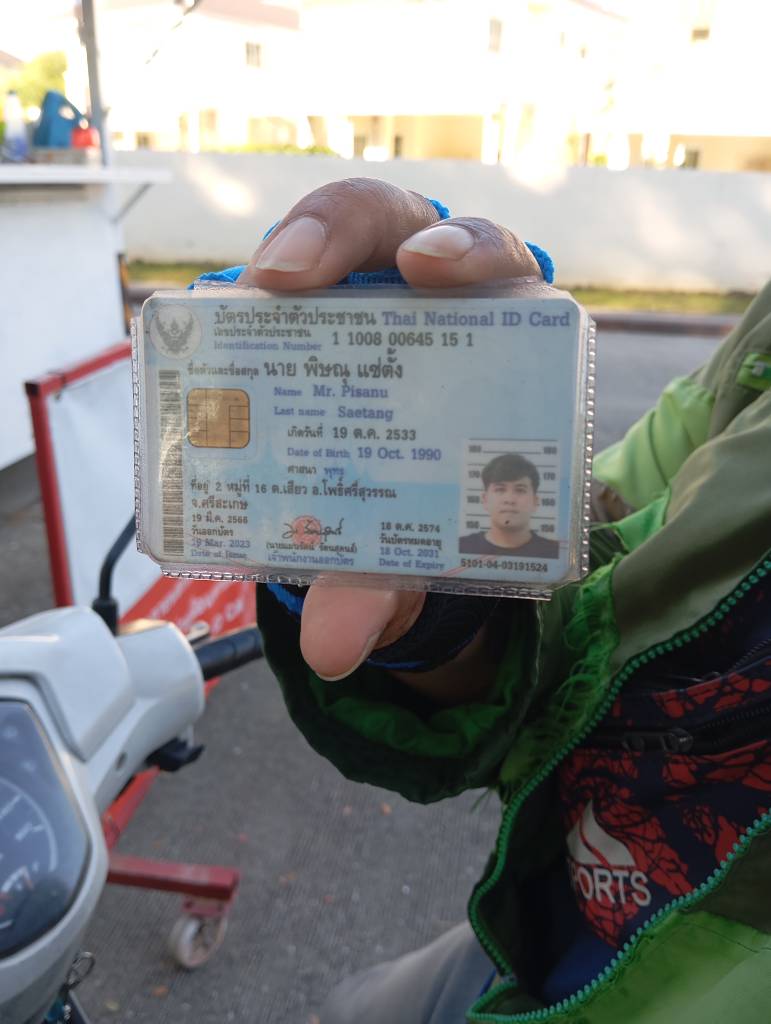 บัตรประจำตัวประชาชน Thai National ID Card
เลขประจำตัวประชาชน
Identification Number 1 1008 00645 15 1
ชื่อตัวและชื่อสกุล นาย พิษณุ แซ่ตั้ง
Name Mr. Pisanu
Last name Saetang
เกิดวันที่ 19 ต.ค. 2533
Date of Birth 19 Oct. 1990
ศาสนา พุทธ
ที่อยู่ 2 หมู่ที่ 16 ต.เสียว อ.โพธิ์ศรีสุวรรณ
จ.ศรีสะเกษ
19 มี.ค. 2566
วันออกบัตร
19 Mar. 2023
Date of Issue
เจ้าพนักงานออกบัตร
18 ต.ค. 2574
วันบัตรหมดอายุ
18 Oct. 2031
Date of Expiry
180 180
170 170
160 160
150 150
5101-04-03191524
PORTS